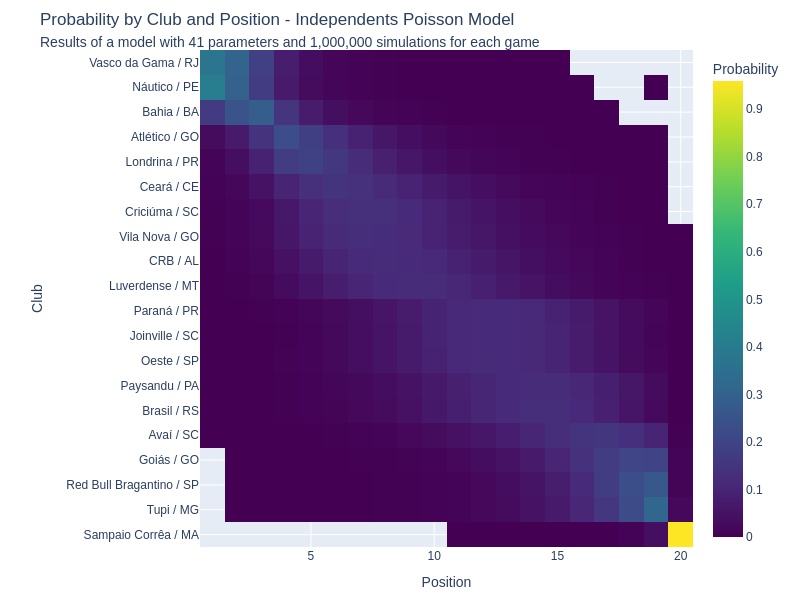 Probability by Club and Position - Independents Poisson Model
Results of a model with 41 parameters and 1,000,000 simulations for each game
Probability
Vasco da Gama / RJ
Náutico / PE
Bahia / BA
Atlético / GO
Londrina / PR
Ceará / CE
Criciúma / SC
Vila Nova / GO
CRB / AL
Luverdense / MT
Paraná / PR
Joinville / SC
Oeste / SP
Paysandu / PA
Brasil / RS
Avaí / SC
Goiás / GO
Red Bull Bragantino / SP
Tupi / MG
Sampaio Corrêa / MA
Club
5
10
15
20
Position
0.9
0.8
0.7
0.6
0.5
0.4
0.3
0.2
0.1
0